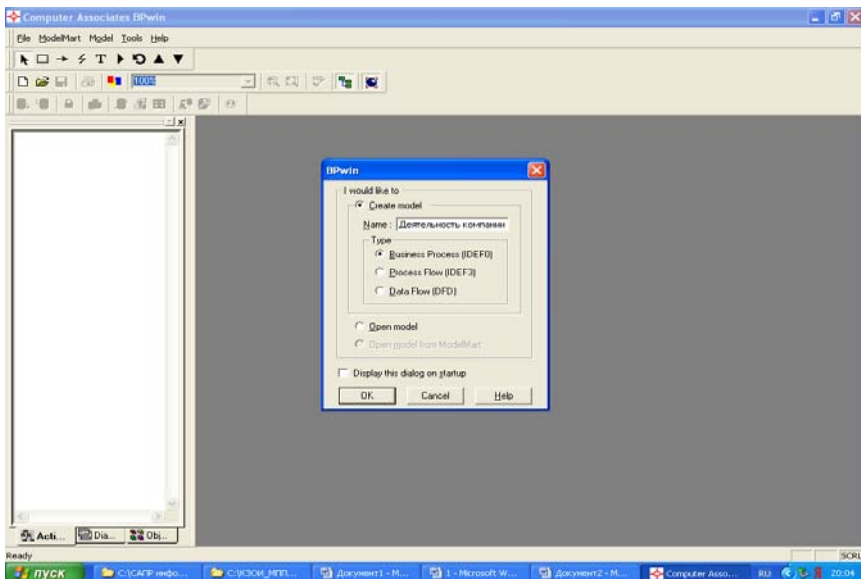 Computer Associates BPwin
File ModelMart Model Tools Help
100%
BPwin
I would like to
Create model
Name : Деятельность компании
Type
Business Process (IDEF0)
Process Flow (IDEF3)
Data Flow (DFD)
Open model
Open model from ModelMart
Display this dialog on startup
OK Cancel Help
Acti... Dia... Obj...
Ready SCRL
пуск C:\САПР инфо... C:\КЗОИ_МПП... Документ1 - М... 1 - Microsoft W... Документ2 - М... Computer Asso... RU 20:04